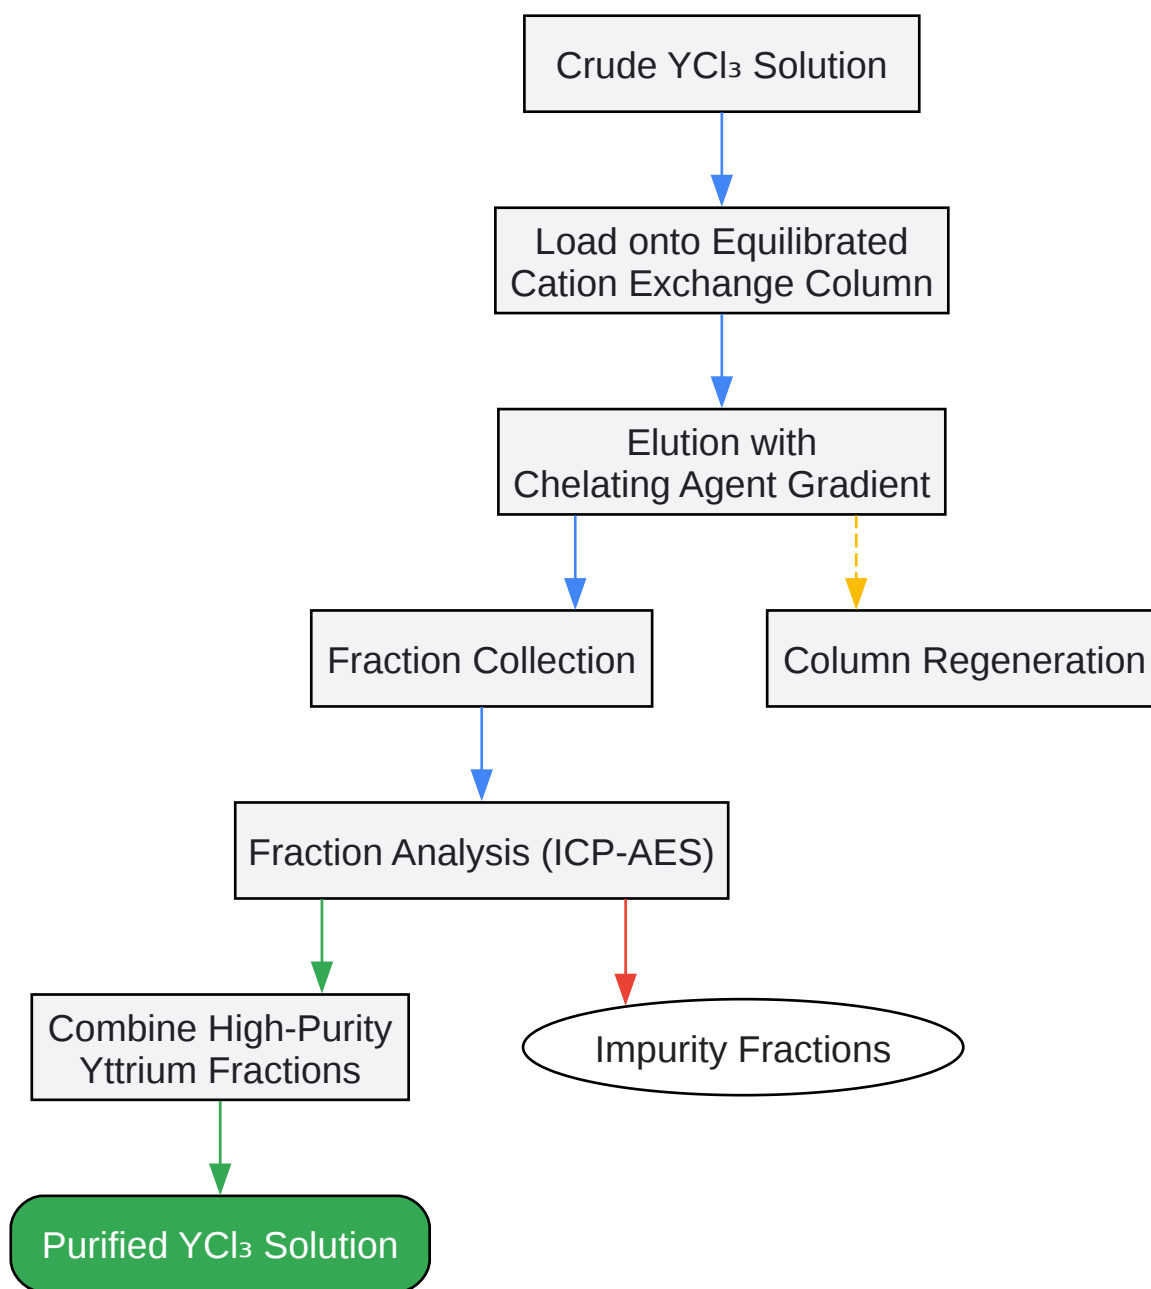 Crude YCl₃ Solution
Load onto Equilibrated
Cation Exchange Column
Elution with
Chelating Agent Gradient
Fraction Collection
Column Regeneration
Fraction Analysis (ICP-AES)
Combine High-Purity
Yttrium Fractions
Impurity Fractions
Purified YCl₃ Solution